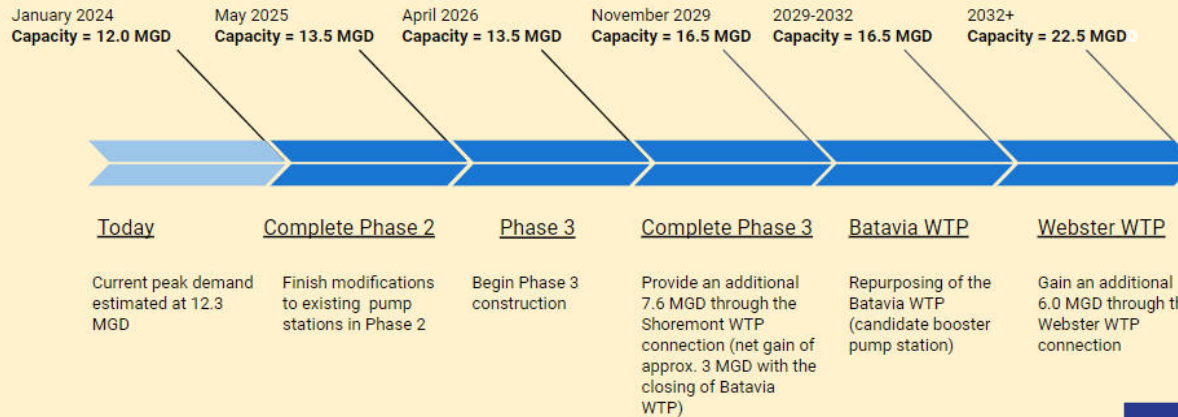 January 2024
Capacity = 12.0 MGD
May 2025
Capacity = 13.5 MGD
April 2026
Capacity = 13.5 MGD
November 2029
Capacity = 16.5 MGD
2029-2032
Capacity = 16.5 MGD
2032+
Capacity = 22.5 MGD
Today
Current peak demand
estimated at 12.3
MGD
Complete Phase 2
Finish modifications
to existing pump
stations in Phase 2
Phase 3
Begin Phase 3
construction
Complete Phase 3
Provide an additional
7.6 MGD through the
Shoremont WTP
connection (net gain of
approx. 3 MGD with the
closing of Batavia
WTP)
Batavia WTP
Repurposing of the
Batavia WTP
(candidate booster
pump station)
Webster WTP
Gain an additional
6.0 MGD through th
Webster WTP
connection